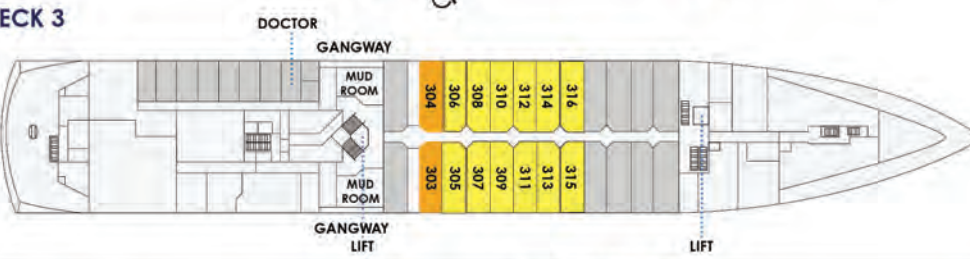 ECK 3
DOCTOR
GANGWAY
MUD
ROOM
304 306 308 310 312 314 316
303 305 307 309 311 313 315
MUD
ROOM
GANGWAY
LIFT
LIFT